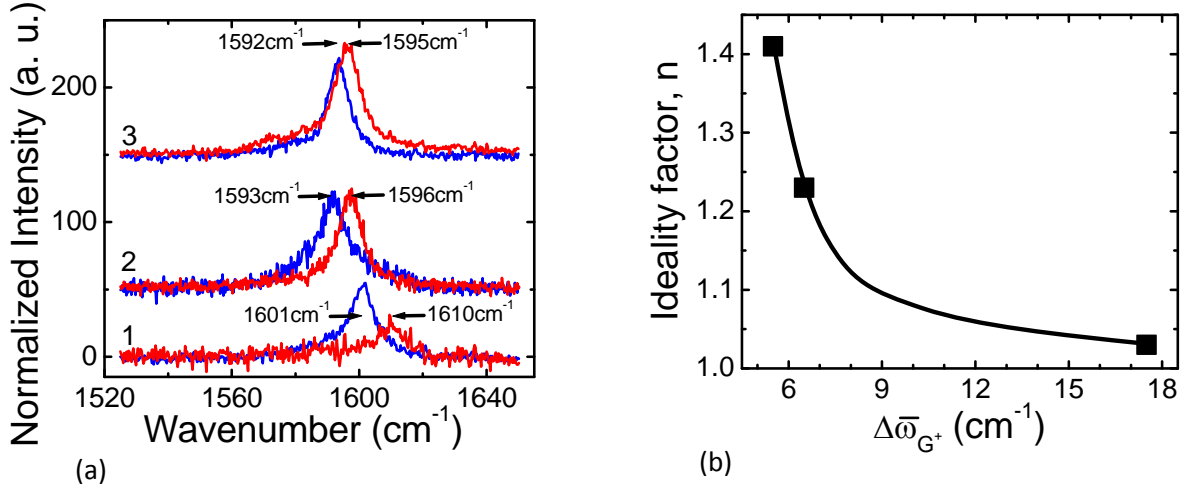 Normalized Intensity (a. u.)
200
100
0
1592cm⁻¹ 1595cm⁻¹
3
1593cm⁻¹ 1596cm⁻¹
2
1601cm⁻¹ 1610cm⁻¹
1
1520 1560 1600 1640
Wavenumber (cm⁻¹)
(a)
Ideality factor, n
1.4
1.3
1.2
1.1
1.0
6 9 12 15 18
Δω̅G⁺ (cm⁻¹)
(b)